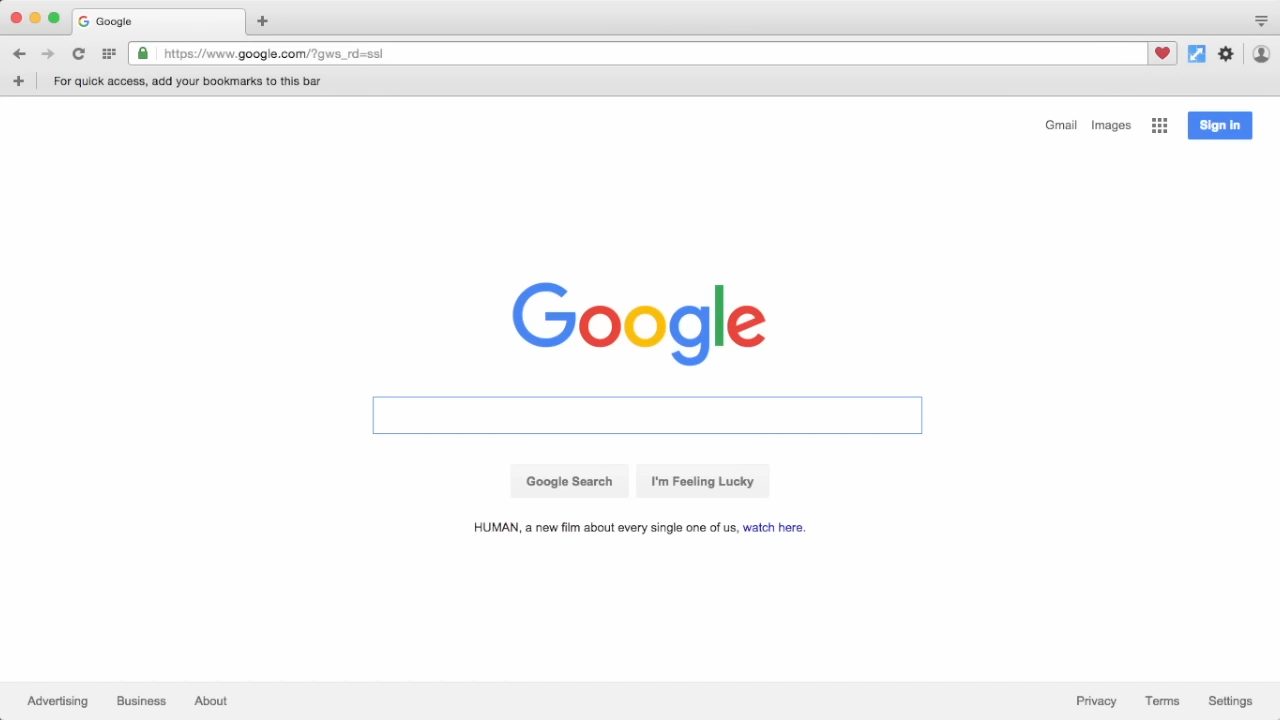 Google
https://www.google.com/?gws_rd=ssl
For quick access, add your bookmarks to this bar
Gmail Images Sign in
Google
Google Search I'm Feeling Lucky
HUMAN, a new film about every single one of us, watch here.
Advertising Business About Privacy Terms Settings